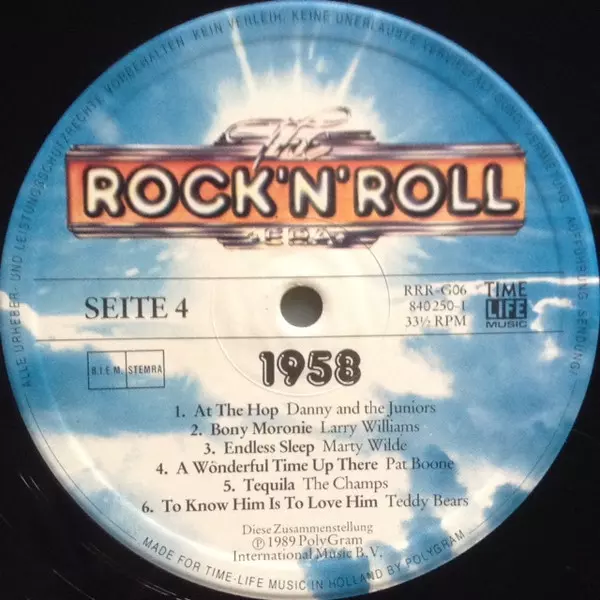 ALLE URHEBER- UND LEISTUNGSSCHUTZRECHTE VORBEHALTEN KEIN VERLEIH, KEINE UNERLAUBTE VERVIELFÄLTIGUNG, VERMIETUNG, AUFFÜHRUNG, SENDUNG!
The
ROCK'N'ROLL
ERA
SEITE 4
RRR-G06
840 250-1
33⅓ RPM
TIME
LIFE
MUSIC
B.I.E.M. STEMRA
1958
1. At The Hop Danny and the Juniors
2. Bony Moronie Larry Williams
3. Endless Sleep Marty Wilde
4. A Wönderful Time Up There Pat Boone
5. Tequila The Champs
6. To Know Him Is To Love Him Teddy Bears
Diese Zusammenstellung
℗ 1989 PolyGram
International Music B.V.
MADE FOR TIME-LIFE MUSIC IN HOLLAND BY POLYGRAM